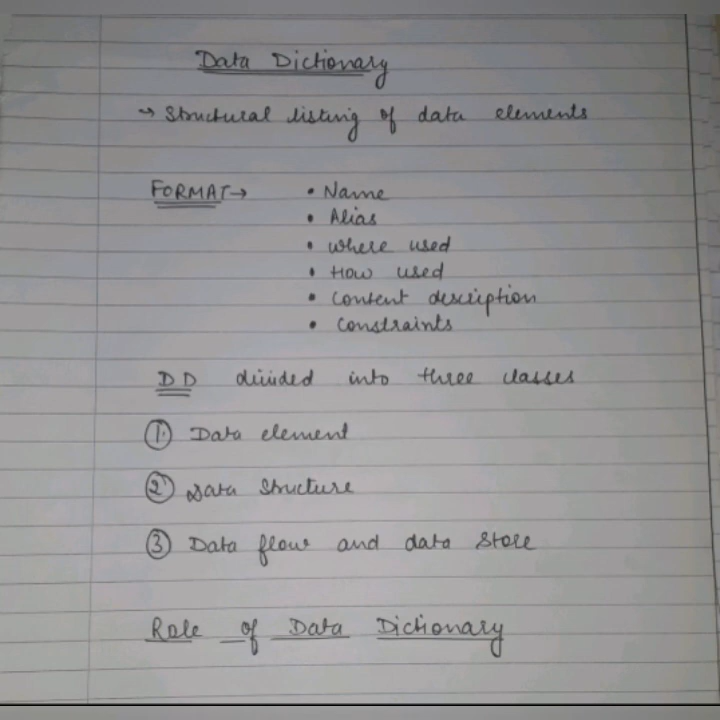 Data Dictionary
→ Structural listing of data elements
FORMAT → • Name
• Alias
• where used
• How used
• content description
• constraints
DD divided into three classes
① Data element
② Data structure
③ Data flow and data store
Role of Data Dictionary